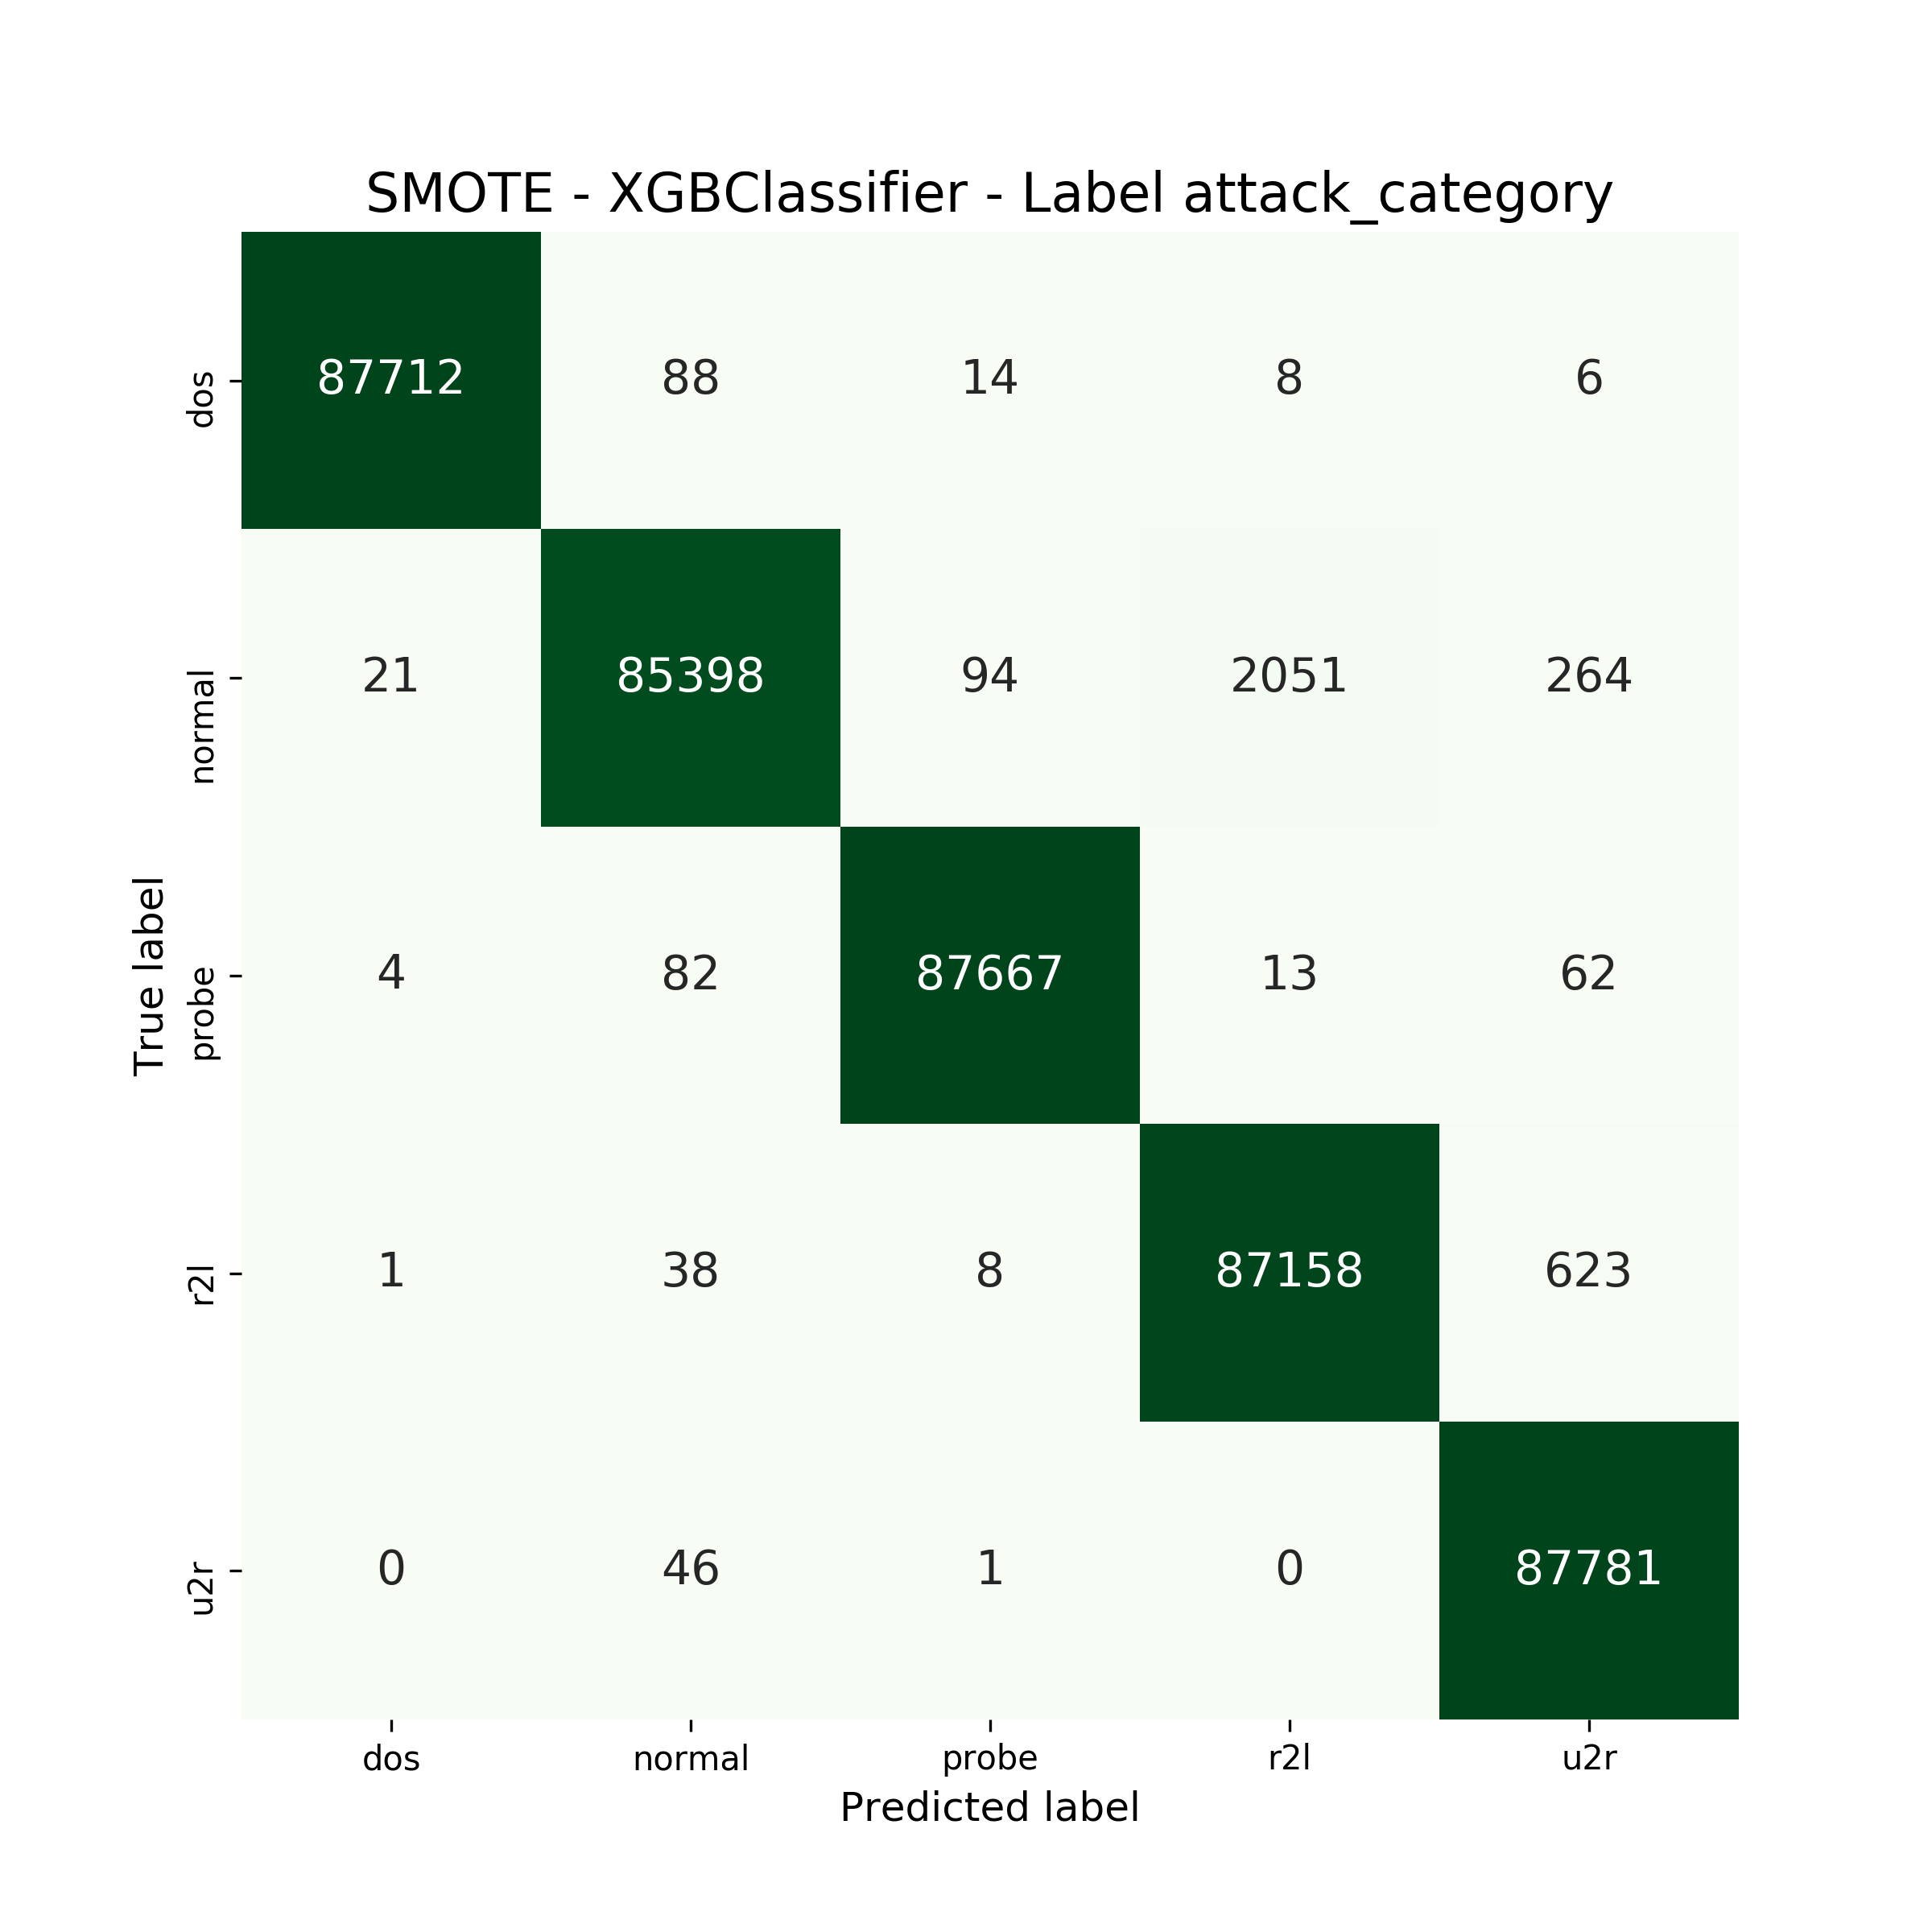 SMOTE - XGBClassifier - Label attack_category
dos 87712 88 14 8 6
normal 21 85398 94 2051 264
True label
probe 4 82 87667 13 62
r2l 1 38 8 87158 623
u2r 0 46 1 0 87781
dos normal probe r2l u2r
Predicted label